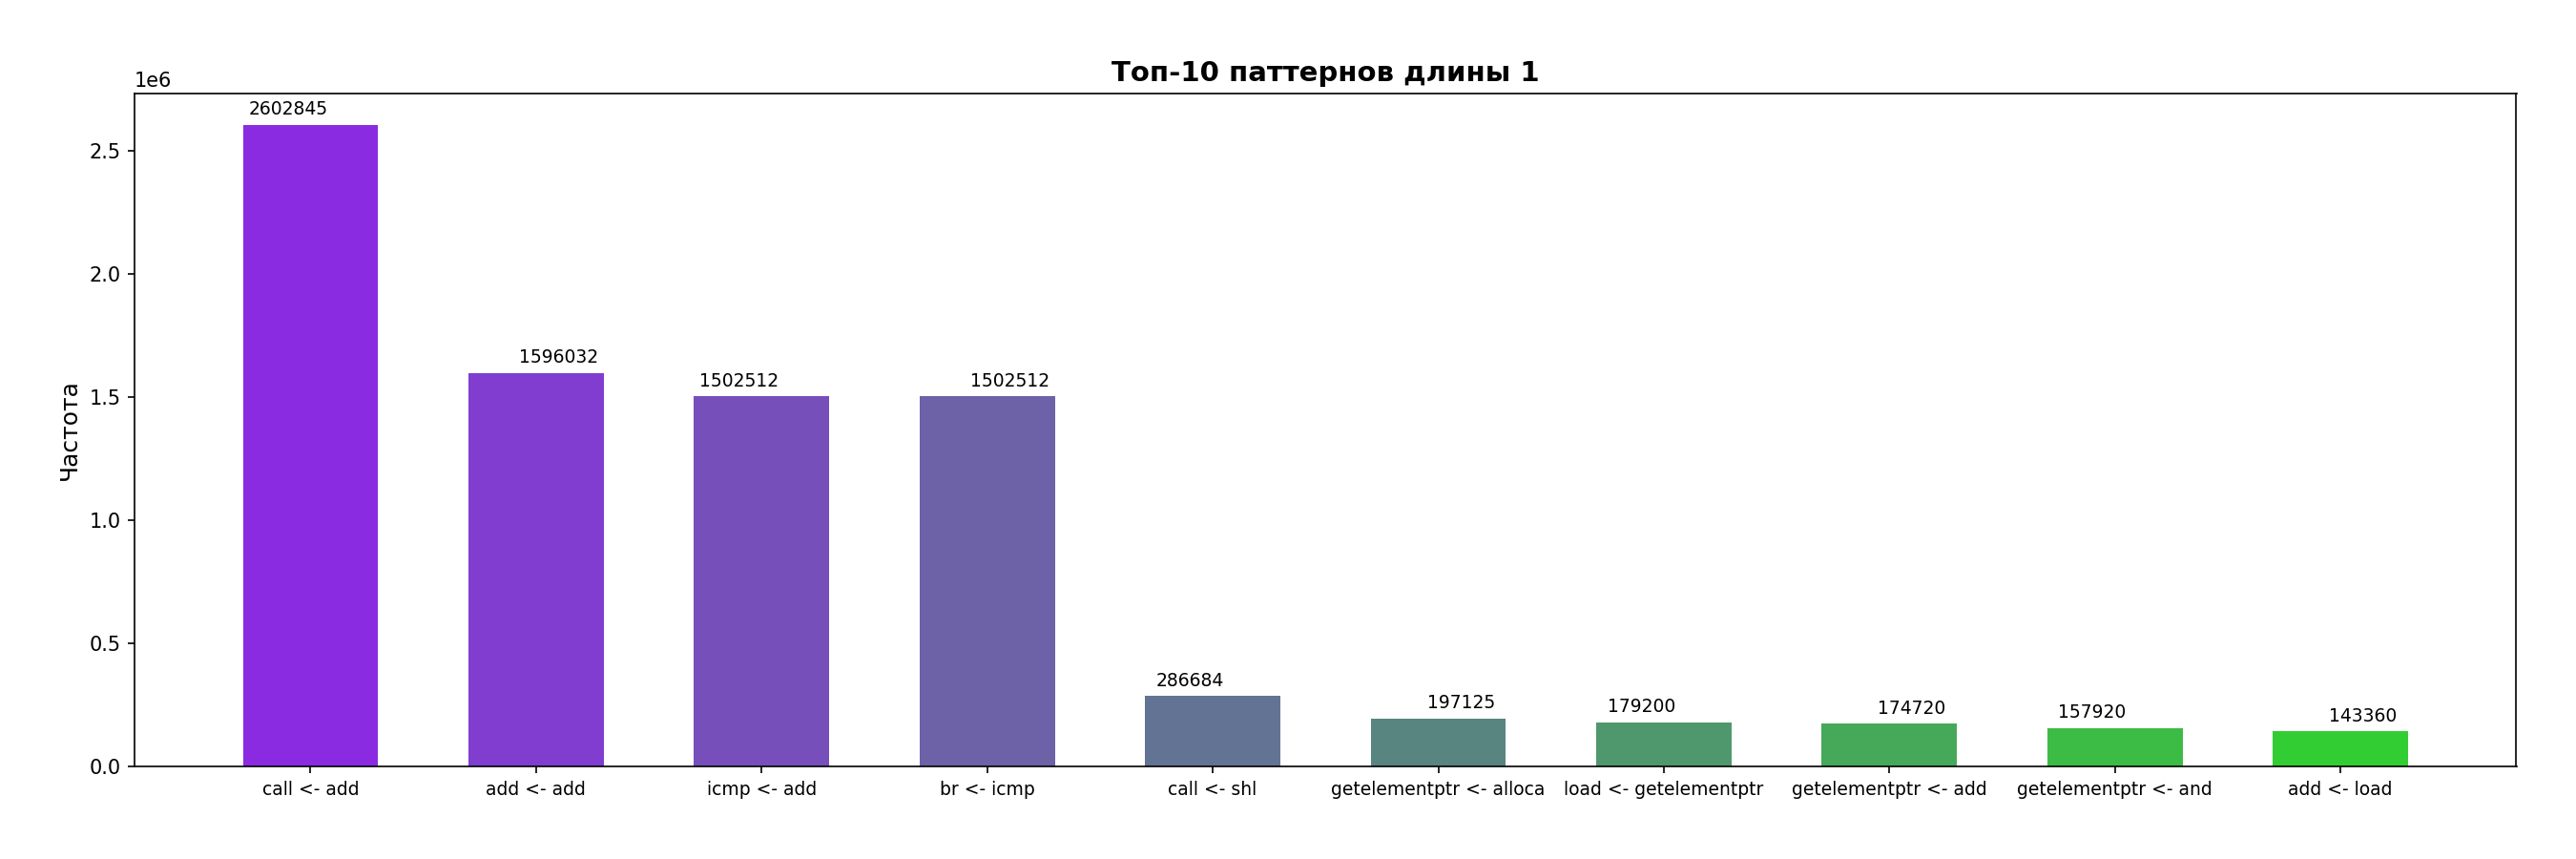 Топ-10 паттернов длины 1
1e6
Частота
2.5
2.0
1.5
1.0
0.5
0.0
2602845
1596032
1502512
1502512
286684
197125
179200
174720
157920
143360
call <- add
add <- add
icmp <- add
br <- icmp
call <- shl
getelementptr <- alloca
load <- getelementptr
getelementptr <- add
getelementptr <- and
add <- load